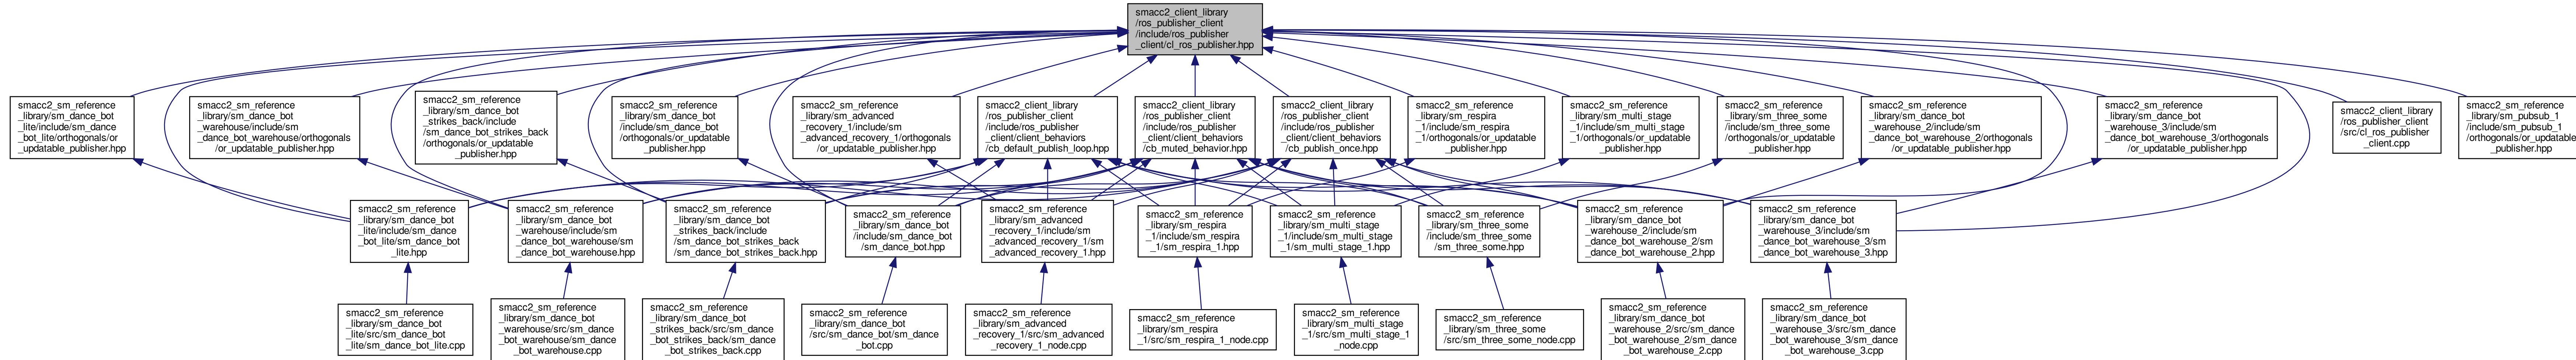 smacc2_client_library
/ros_publisher_client
/include/ros_publisher
_client/cl_ros_publisher.hpp
smacc2_sm_reference
_library/sm_dance_bot
_lite/include/sm_dance
_bot_lite/orthogonals/or
_updatable_publisher.hpp
smacc2_sm_reference
_library/sm_dance_bot
_warehouse/include/sm
_dance_bot_warehouse/orthogonals
/or_updatable_publisher.hpp
smacc2_sm_reference
_library/sm_dance_bot
_strikes_back/include
/sm_dance_bot_strikes_back
/orthogonals/or_updatable
_publisher.hpp
smacc2_sm_reference
_library/sm_dance_bot
/include/sm_dance_bot
/orthogonals/or_updatable
_publisher.hpp
smacc2_sm_reference
_library/sm_advanced
_recovery_1/include/sm
_advanced_recovery_1/orthogonals
/or_updatable_publisher.hpp
smacc2_client_library
/ros_publisher_client
/include/ros_publisher
_client/client_behaviors
/cb_default_publish_loop.hpp
smacc2_client_library
/ros_publisher_client
/include/ros_publisher
_client/client_behaviors
/cb_muted_behavior.hpp
smacc2_client_library
/ros_publisher_client
/include/ros_publisher
_client/client_behaviors
/cb_publish_once.hpp
smacc2_sm_reference
_library/sm_respira
_1/include/sm_respira
_1/orthogonals/or_updatable
_publisher.hpp
smacc2_sm_reference
_library/sm_multi_stage
_1/include/sm_multi_stage
_1/orthogonals/or_updatable
_publisher.hpp
smacc2_sm_reference
_library/sm_three_some
/include/sm_three_some
/orthogonals/or_updatable
_publisher.hpp
smacc2_sm_reference
_library/sm_dance_bot
_warehouse_2/include/sm
_dance_bot_warehouse_2/orthogonals
/or_updatable_publisher.hpp
smacc2_sm_reference
_library/sm_dance_bot
_warehouse_3/include/sm
_dance_bot_warehouse_3/orthogonals
/or_updatable_publisher.hpp
smacc2_client_library
/ros_publisher_client
/src/cl_ros_publisher
_client.cpp
smacc2_sm_reference
_library/sm_pubsub_1
/include/sm_pubsub_1
/orthogonals/or_updatable
_publisher.hpp
smacc2_sm_reference
_library/sm_dance_bot
_lite/include/sm_dance
_bot_lite/sm_dance_bot
_lite.hpp
smacc2_sm_reference
_library/sm_dance_bot
_warehouse/include/sm
_dance_bot_warehouse/sm
_dance_bot_warehouse.hpp
smacc2_sm_reference
_library/sm_dance_bot
_strikes_back/include
/sm_dance_bot_strikes_back
/sm_dance_bot_strikes_back.hpp
smacc2_sm_reference
_library/sm_dance_bot
/include/sm_dance_bot
/sm_dance_bot.hpp
smacc2_sm_reference
_library/sm_advanced
_recovery_1/include/sm
_advanced_recovery_1/sm
_advanced_recovery_1.hpp
smacc2_sm_reference
_library/sm_respira
_1/include/sm_respira
_1/sm_respira_1.hpp
smacc2_sm_reference
_library/sm_multi_stage
_1/include/sm_multi_stage
_1/sm_multi_stage_1.hpp
smacc2_sm_reference
_library/sm_three_some
/include/sm_three_some
/sm_three_some.hpp
smacc2_sm_reference
_library/sm_dance_bot
_warehouse_2/include/sm
_dance_bot_warehouse_2/sm
_dance_bot_warehouse_2.hpp
smacc2_sm_reference
_library/sm_dance_bot
_warehouse_3/include/sm
_dance_bot_warehouse_3/sm
_dance_bot_warehouse_3.hpp
smacc2_sm_reference
_library/sm_dance_bot
_lite/src/sm_dance_bot
_lite/sm_dance_bot_lite.cpp
smacc2_sm_reference
_library/sm_dance_bot
_warehouse/src/sm_dance
_bot_warehouse/sm_dance
_bot_warehouse.cpp
smacc2_sm_reference
_library/sm_dance_bot
_strikes_back/src/sm_dance
_bot_strikes_back/sm_dance
_bot_strikes_back.cpp
smacc2_sm_reference
_library/sm_dance_bot
/src/sm_dance_bot/sm_dance
_bot.cpp
smacc2_sm_reference
_library/sm_advanced
_recovery_1/src/sm_advanced
_recovery_1_node.cpp
smacc2_sm_reference
_library/sm_respira
_1/src/sm_respira_1_node.cpp
smacc2_sm_reference
_library/sm_multi_stage
_1/src/sm_multi_stage_1
_node.cpp
smacc2_sm_reference
_library/sm_three_some
/src/sm_three_some_node.cpp
smacc2_sm_reference
_library/sm_dance_bot
_warehouse_2/src/sm_dance
_bot_warehouse_2/sm_dance
_bot_warehouse_2.cpp
smacc2_sm_reference
_library/sm_dance_bot
_warehouse_3/src/sm_dance
_bot_warehouse_3/sm_dance
_bot_warehouse_3.cpp